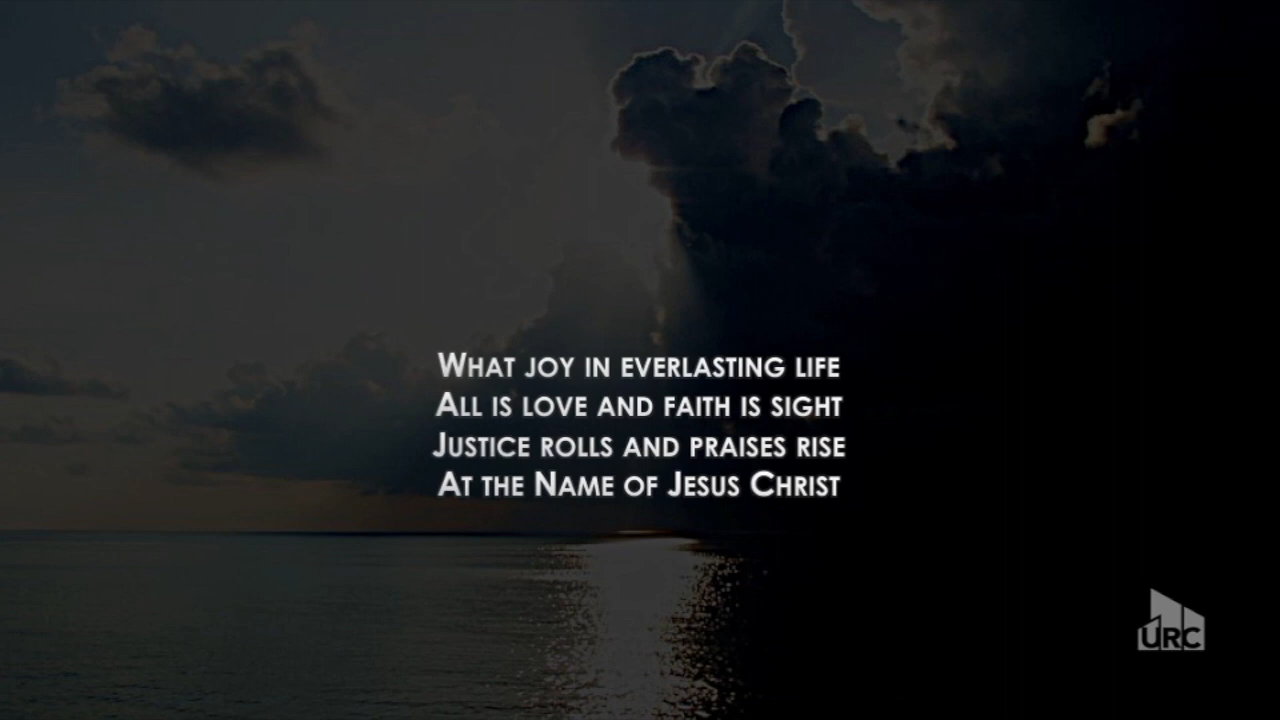 What joy in everlasting life
All is love and faith is sight
Justice rolls and praises rise
At the Name of Jesus Christ
URC